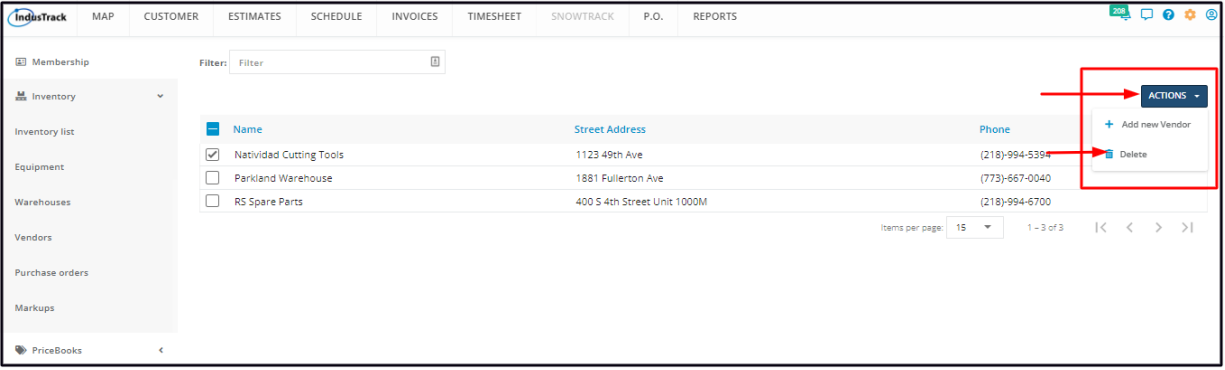 IndusTrack MAP CUSTOMER ESTIMATES SCHEDULE INVOICES TIMESHEET SNOWTRACK P.O. REPORTS 208
Membership
Filter: Filter
Inventory
ACTIONS
Add new Vendor
Delete
Inventory list
Equipment
Warehouses
Vendors
Purchase orders
Markups
PriceBooks
Name Street Address Phone
Natividad Cutting Tools 1123 49th Ave (218)-994-5394
Parkland Warehouse 1881 Fullerton Ave (773)-667-0040
RS Spare Parts 400 S 4th Street Unit 1000M (218)-994-6700
Items per page: 15 1 – 3 of 3